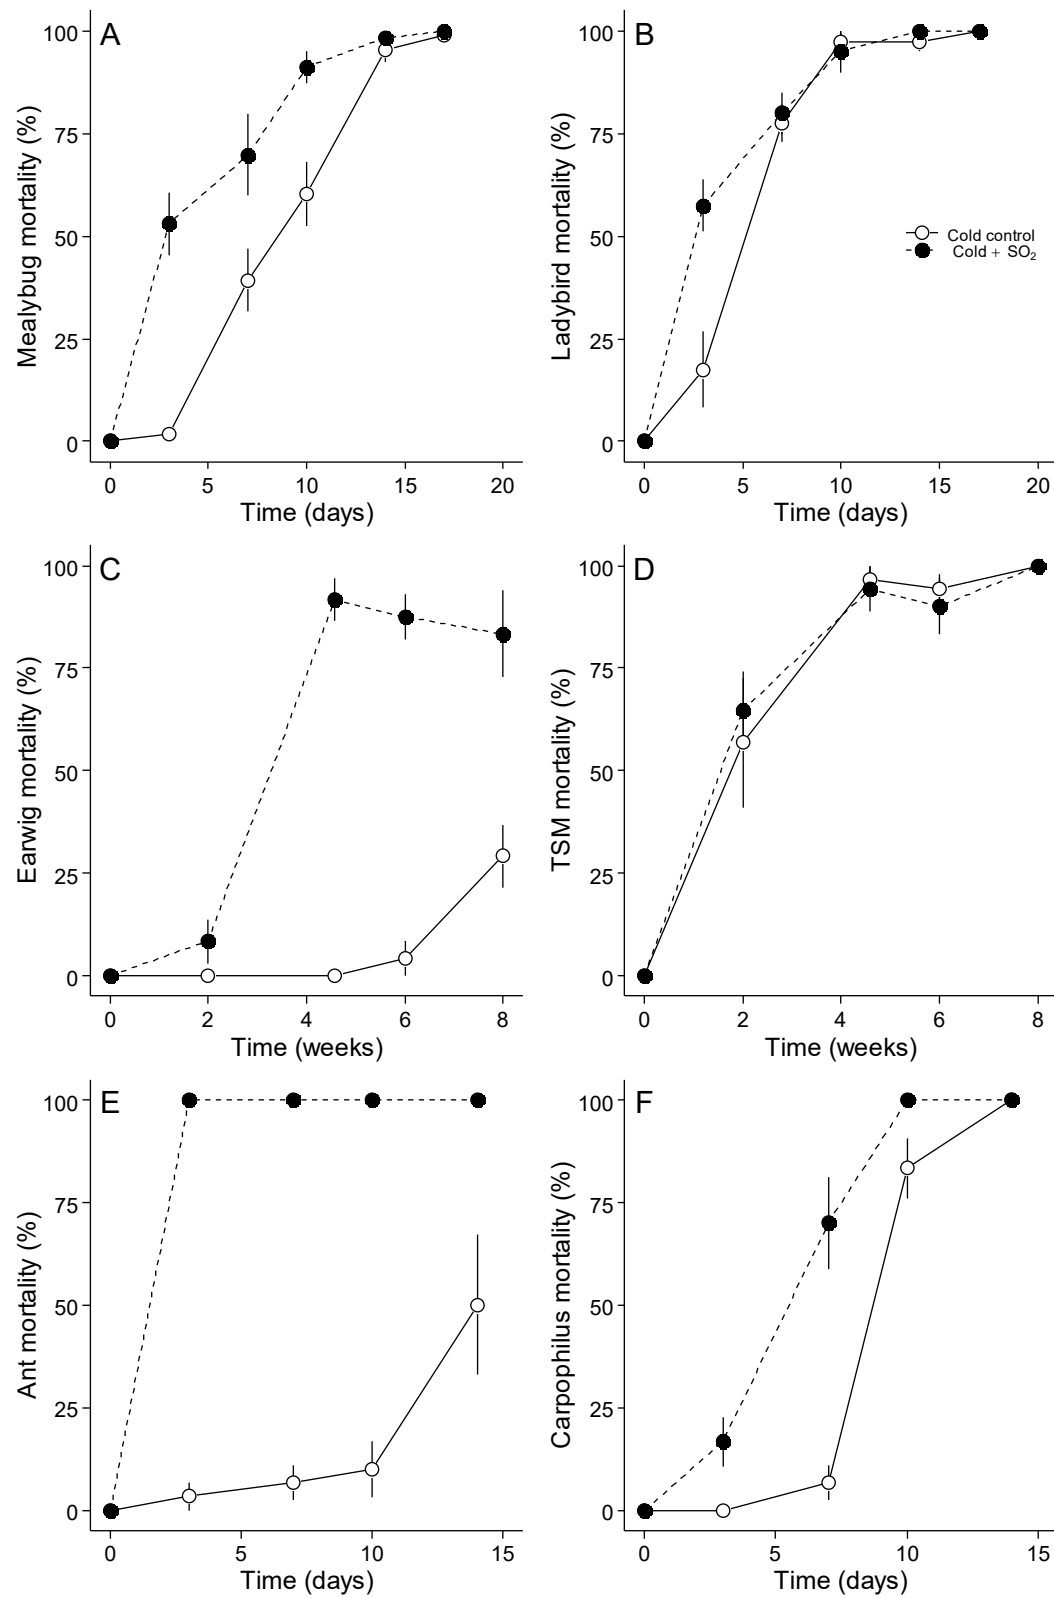 A
Mealybug mortality (%)
100
75
50
25
0
0 5 10 15 20
Time (days)
B
Ladybird mortality (%)
100
75
50
25
0
Cold control
Cold + SO₂
0 5 10 15 20
Time (days)
C
Earwig mortality (%)
100
75
50
25
0
0 2 4 6 8
Time (weeks)
D
TSM mortality (%)
100
75
50
25
0
0 2 4 6 8
Time (weeks)
E
Ant mortality (%)
100
75
50
25
0
0 5 10 15
Time (days)
F
Carpophilus mortality (%)
100
75
50
25
0
0 5 10 15
Time (days)